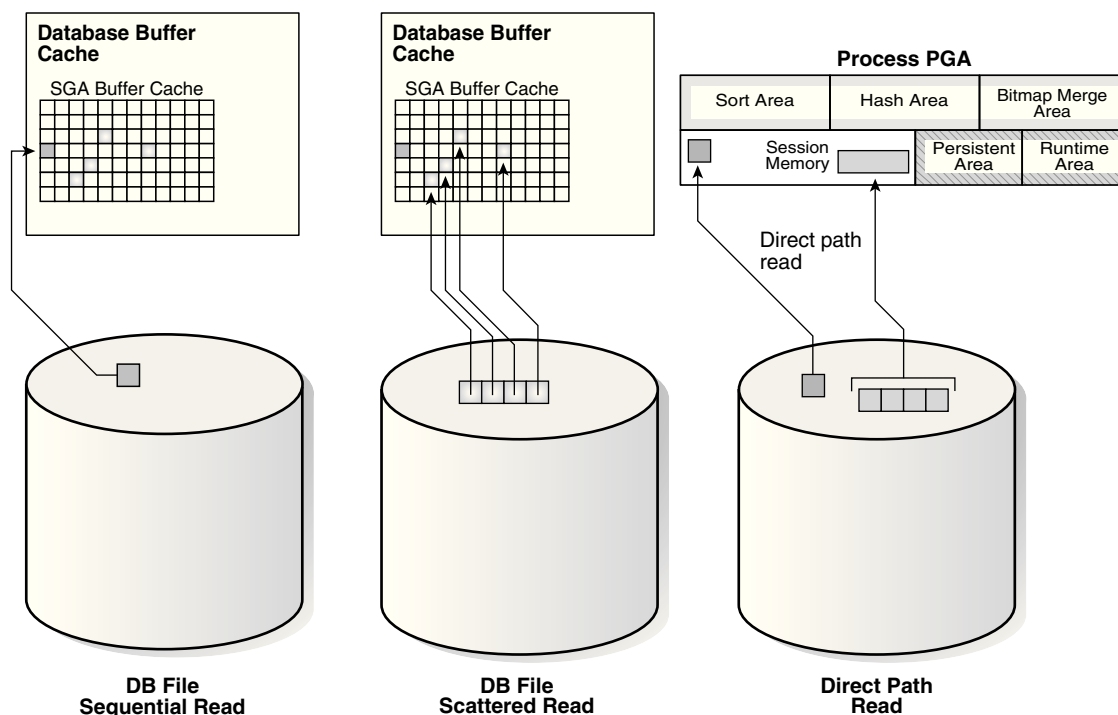 Database Buffer
Cache
SGA Buffer Cache
DB File
Sequential Read
Database Buffer
Cache
SGA Buffer Cache
DB File
Scattered Read
Process PGA
Sort Area
Hash Area
Bitmap Merge
Area
Session
Memory
Persistent
Area
Runtime
Area
Direct path
read
Direct Path
Read